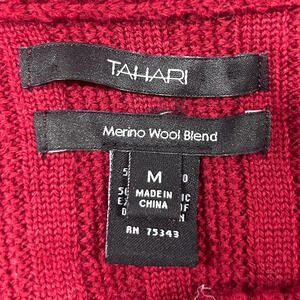 TAHARI
Merino Wool Blend
M
MADE IN
CHINA
RN 75343